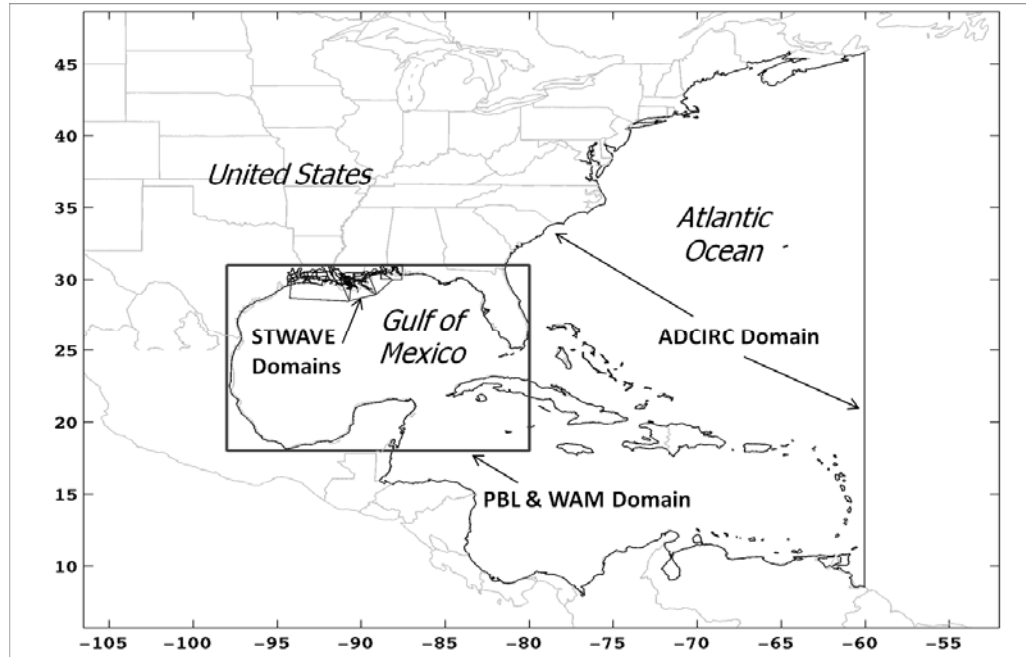 45
40
35
30
25
20
15
10
United States
Atlantic
Ocean
STWAVE
Domains
Gulf of
Mexico
ADCIRC Domain
PBL & WAM Domain
−105
−100
−95
−90
−85
−80
−75
−70
−65
−60
−55